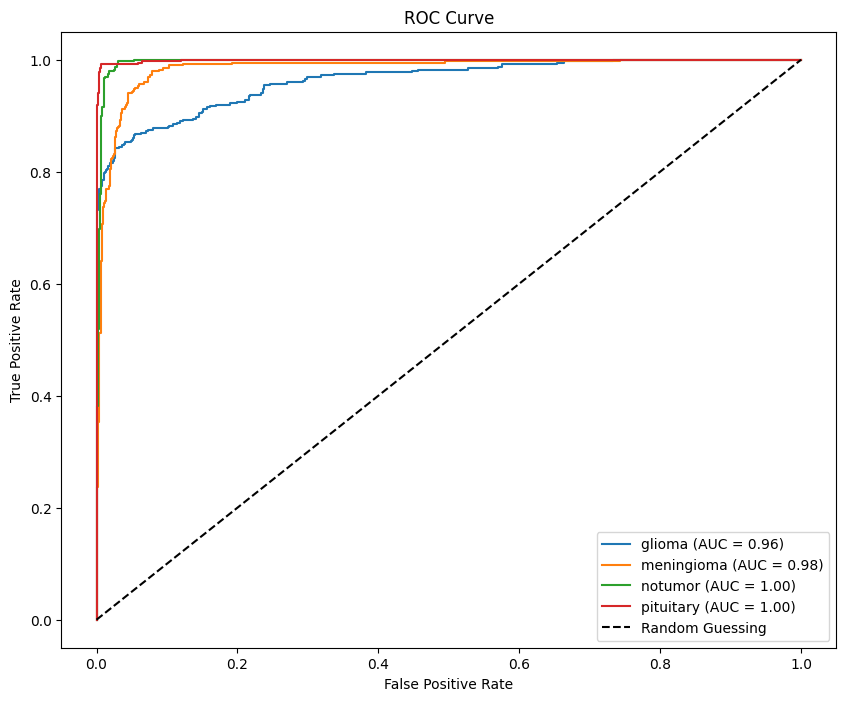 ROC Curve
True Positive Rate
1.0
0.8
0.6
0.4
0.2
0.0
glioma (AUC = 0.96)
meningioma (AUC = 0.98)
notumor (AUC = 1.00)
pituitary (AUC = 1.00)
Random Guessing
0.0 0.2 0.4 0.6 0.8 1.0
False Positive Rate